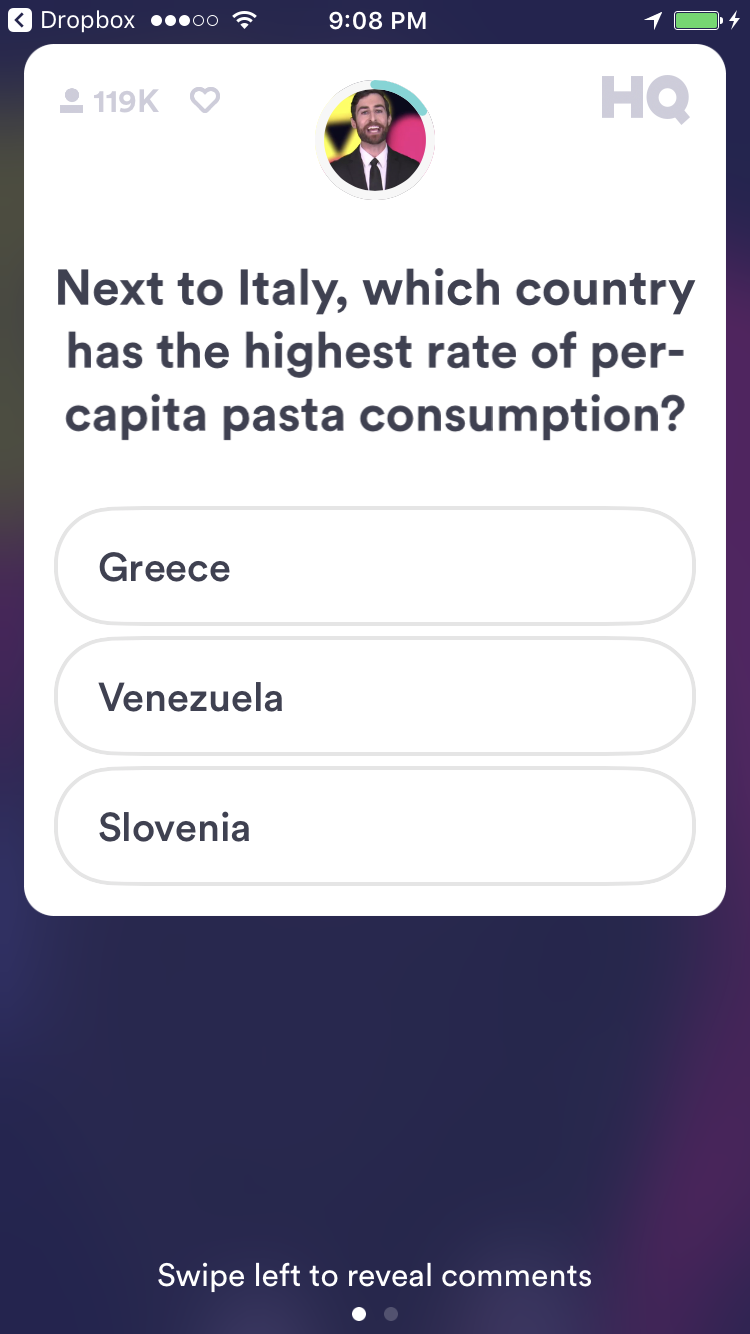 Dropbox 9:08 PM
119K HQ
Next to Italy, which country
has the highest rate of per-
capita pasta consumption?
Greece
Venezuela
Slovenia
Swipe left to reveal comments